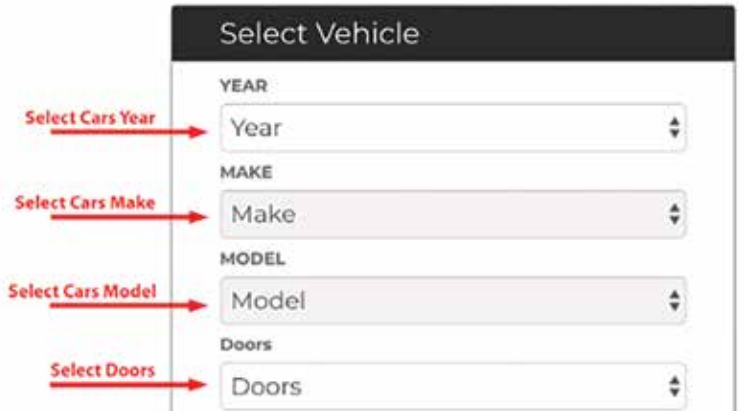 Select Vehicle
YEAR
Select Cars Year
Year
MAKE
Select Cars Make
Make
MODEL
Select Cars Model
Model
Doors
Select Doors
Doors